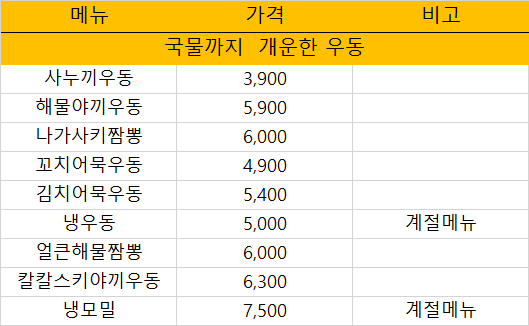 메뉴 가격 비고
국물까지 개운한 우동
사누끼우동 3,900
해물야끼우동 5,900
나가사키짬뽕 6,000
꼬치어묵우동 4,900
김치어묵우동 5,400
냉우동 5,000 계절메뉴
얼큰해물짬뽕 6,000
칼칼스키야끼우동 6,300
냉모밀 7,500 계절메뉴